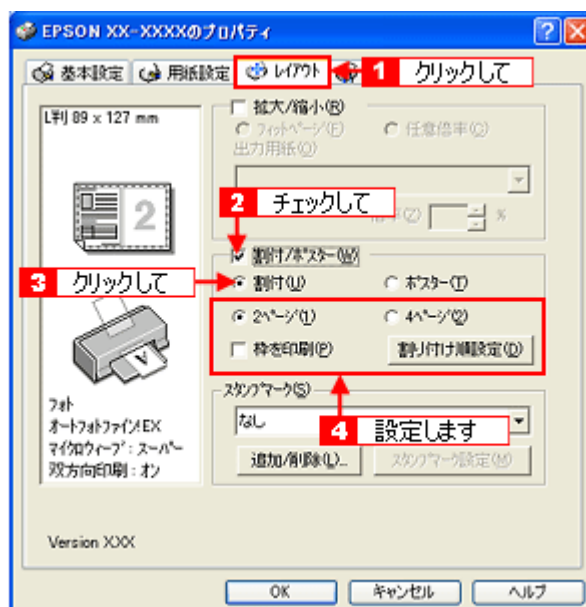 EPSON XX-XXXXのプロパティ
基本設定 用紙設定 レイアウト 1 クリックして
L判 89 x 127 mm
拡大/縮小(R)
フィットページ(F) 任意倍率(C)
出力用紙(O)
2 チェックして
(Z) %
割付/ポスター(W)
3 クリックして 割付(U) ポスター(T)
2ページ(1) 4ページ(2)
枠を印刷(P) 割り付け順設定(D)
スタンプマーク(S)
なし
4 設定します
追加/削除(L)... スタンプマーク設定(M)
2
A
フォト
オートフォトファイン!EX
マイクロウィーブ:スーパー
双方向印刷:オン
Version XXX
OK キャンセル ヘルプ